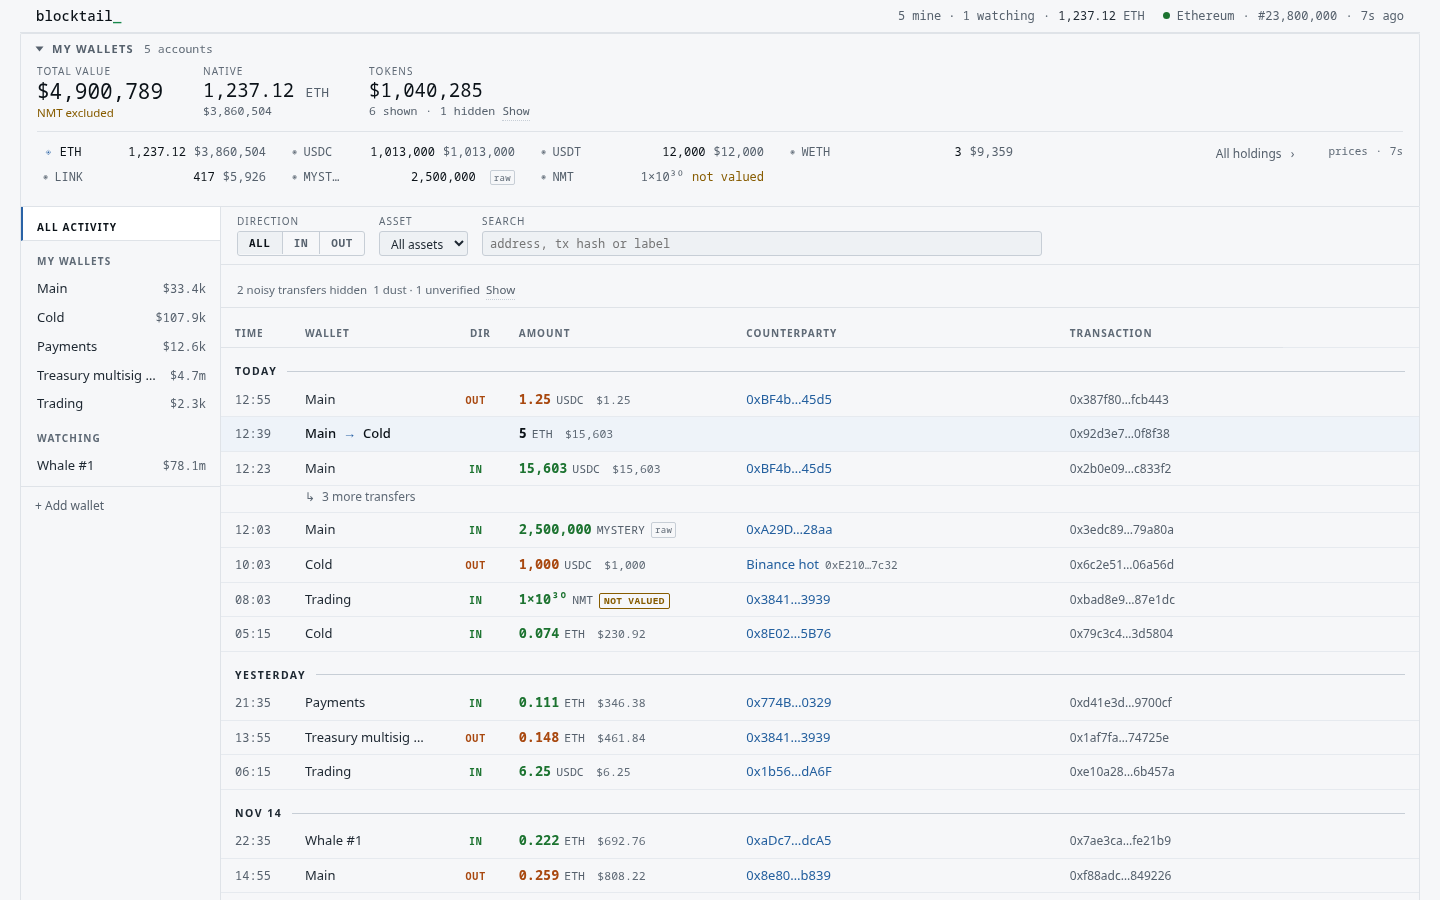 blocktail_
5 mine · 1 watching · 1,237.12 ETH ● Ethereum · #23,800,000 · 7s ago
▼ MY WALLETS 5 accounts
TOTAL VALUE NATIVE TOKENS
$4,900,789 1,237.12 ETH $1,040,285
NMT excluded $3,860,504 6 shown · 1 hidden Show
ETH 1,237.12 $3,860,504 USDC 1,013,000 $1,013,000 USDT 12,000 $12,000 WETH 3 $9,359 All holdings › prices · 7s
LINK 417 $5,926 MYST… 2,500,000 raw NMT 1×10³⁰ not valued
ALL ACTIVITY
MY WALLETS
Main $33.4k
Cold $107.9k
Payments $12.6k
Treasury multisig ... $4.7m
Trading $2.3k
WATCHING
Whale #1 $78.1m
+ Add wallet
DIRECTION ASSET SEARCH
ALL IN OUT All assets address, tx hash or label
2 noisy transfers hidden 1 dust · 1 unverified Show
TIME WALLET DIR AMOUNT COUNTERPARTY TRANSACTION
TODAY
12:55 Main OUT 1.25 USDC $1.25 0xBF4b…45d5 0x387f80…fcb443
12:39 Main → Cold 5 ETH $15,603 0x92d3e7…0f8f38
12:23 Main IN 15,603 USDC $15,603 0xBF4b…45d5 0x2b0e09…c833f2
↳ 3 more transfers
12:03 Main IN 2,500,000 MYSTERY raw 0xA29D…28aa 0x3edc89…79a80a
10:03 Cold OUT 1,000 USDC $1,000 Binance hot 0xE210…7c32 0x6c2e51…06a56d
08:03 Trading IN 1×10³⁰ NMT NOT VALUED 0x3841…3939 0xbad8e9…87e1dc
05:15 Cold IN 0.074 ETH $230.92 0x8E02…5B76 0x79c3c4…3d5804
YESTERDAY
21:35 Payments IN 0.111 ETH $346.38 0x774B…0329 0xd41e3d…9700cf
13:55 Treasury multisig ... OUT 0.148 ETH $461.84 0x3841…3939 0x1af7fa…74725e
06:15 Trading IN 6.25 USDC $6.25 0x1b56…dA6F 0xe10a28…6b457a
NOV 14
22:35 Whale #1 IN 0.222 ETH $692.76 0xaDc7…dcA5 0x7ae3ca…fe21b9
14:55 Main OUT 0.259 ETH $808.22 0x8e80…b839 0xf88adc…849226